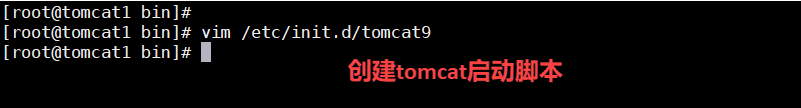 [root@tomcat1 bin]#
[root@tomcat1 bin]# vim /etc/init.d/tomcat9
[root@tomcat1 bin]#
创建tomcat启动脚本